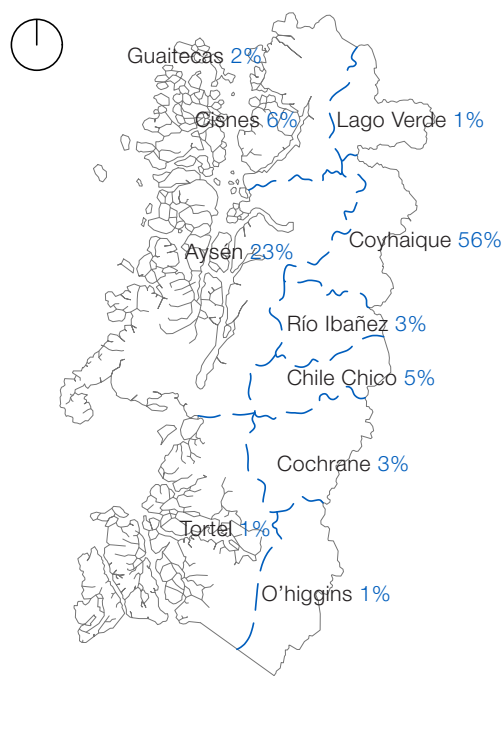 Guaitecas 2%
Cisnes 6%
Lago Verde 1%
Coyhaique 56%
Aysén 23%
Río Ibañez 3%
Chile Chico 5%
Cochrane 3%
Tortel 1%
O’higgins 1%